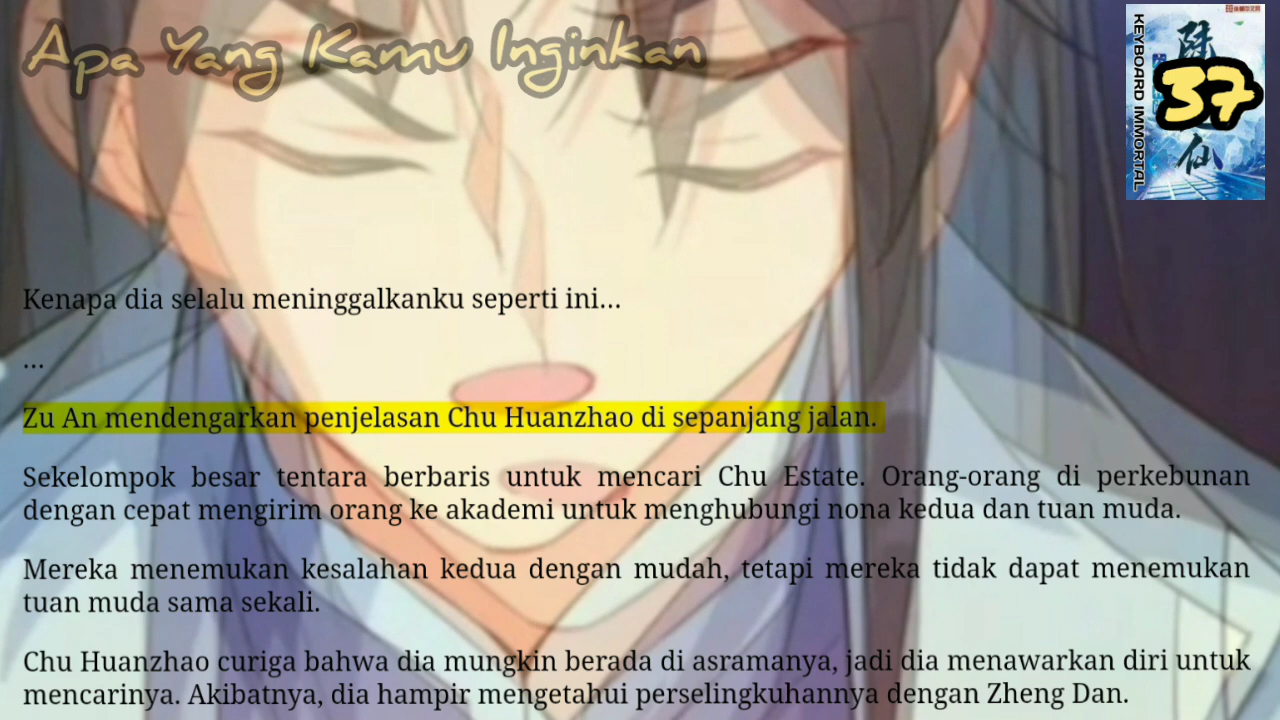 Apa Yang Kamu Inginkan
KEYBOARD IMMORTAL
37
仙
Kenapa dia selalu meninggalkanku seperti ini...
...
Zu An mendengarkan penjelasan Chu Huanzhao di sepanjang jalan.
Sekelompok besar tentara berbaris untuk mencari Chu Estate. Orang-orang di perkebunan
dengan cepat mengirim orang ke akademi untuk menghubungi nona kedua dan tuan muda.
Mereka menemukan kesalahan kedua dengan mudah, tetapi mereka tidak dapat menemukan
tuan muda sama sekali.
Chu Huanzhao curiga bahwa dia mungkin berada di asramanya, jadi dia menawarkan diri untuk
mencarinya. Akibatnya, dia hampir mengetahui perselingkuhannya dengan Zheng Dan.